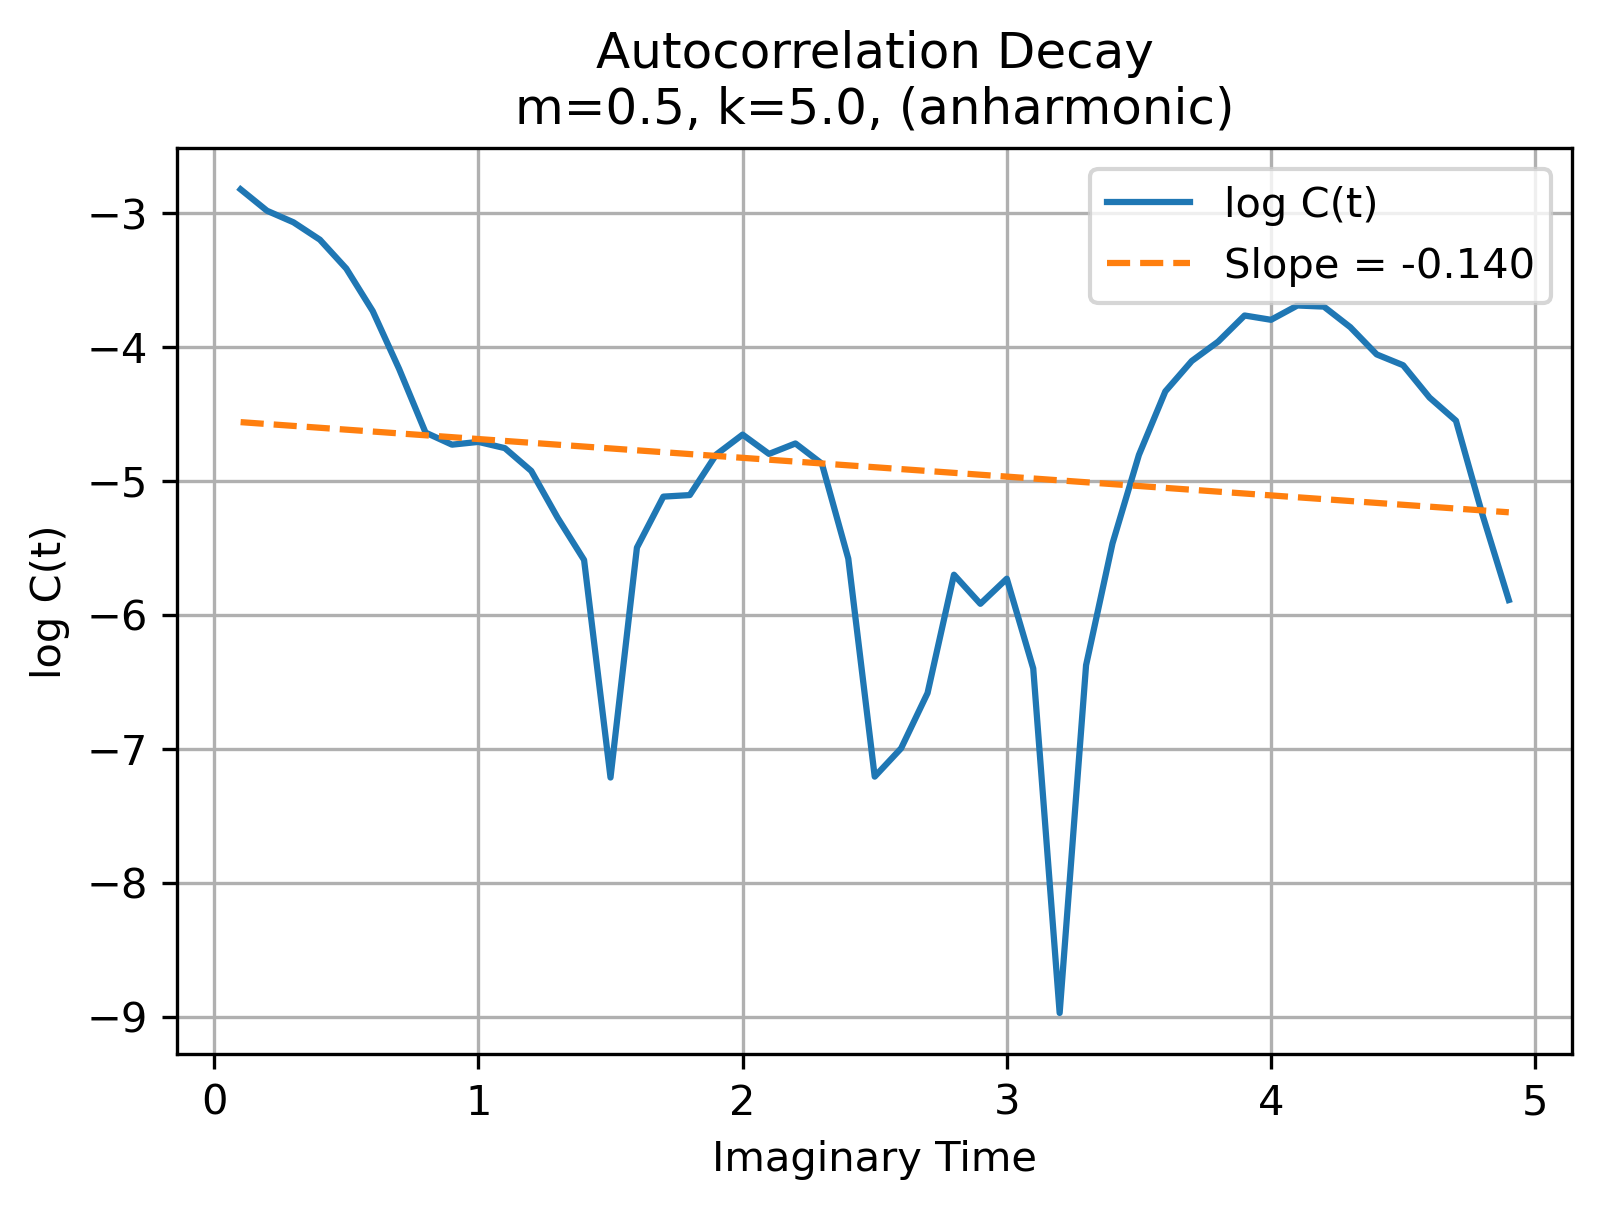 Autocorrelation Decay
m=0.5, k=5.0, (anharmonic)
log C(t)
Slope = -0.140
−3
−4
−5
−6
−7
−8
−9
log C(t)
0 1 2 3 4 5
Imaginary Time